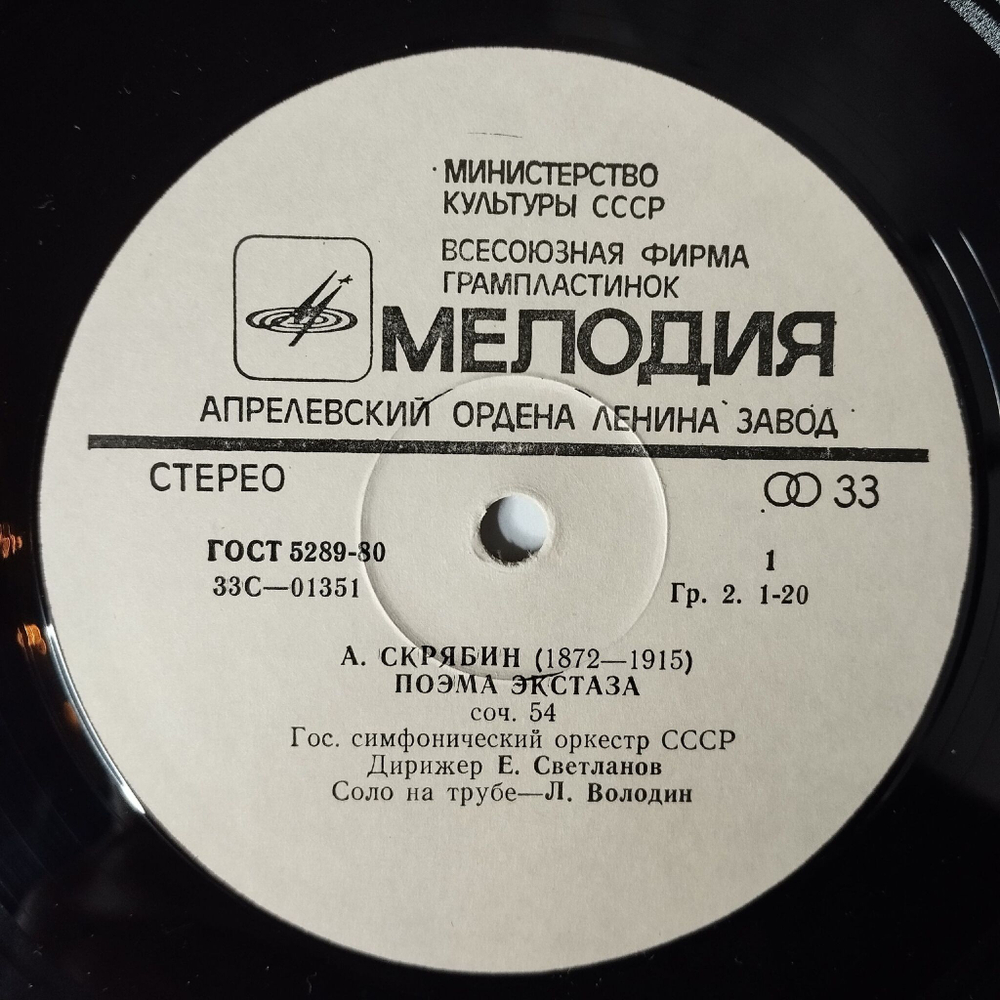 МИНИСТЕРСТВО
КУЛЬТУРЫ СССР
ВСЕСОЮЗНАЯ ФИРМА
ГРАМПЛАСТИНОК
МЕЛОДИЯ
АПРЕЛЕВСКИЙ ОРДЕНА ЛЕНИНА ЗАВОД
СТЕРЕО
33
ГОСТ 5289-80
33С—01351
1
Гр. 2. 1-20
А. СКРЯБИН (1872—1915)
ПОЭМА ЭКСТАЗА
соч. 54
Гос. симфонический оркестр СССР
Дирижер Е. Светланов
Соло на трубе—Л. Володин